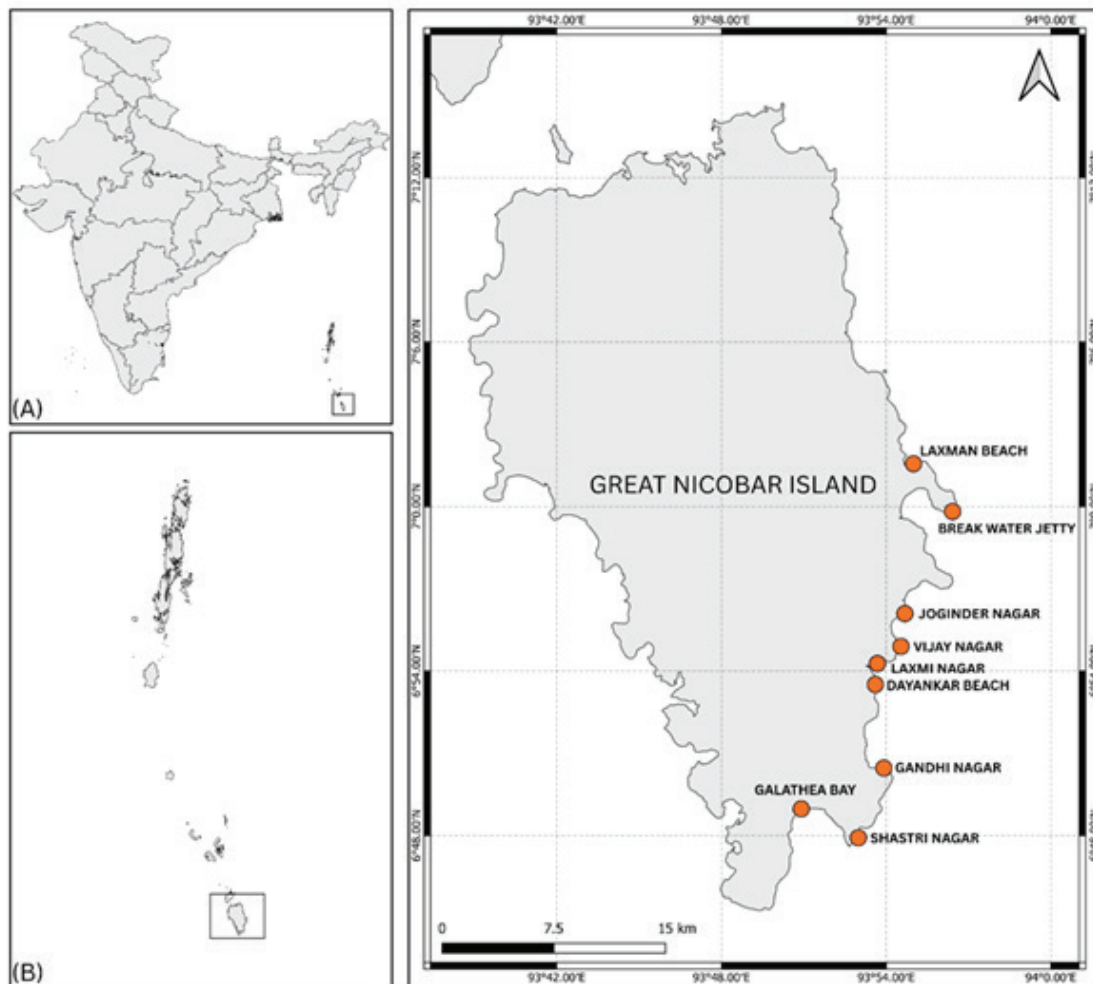 (A)
(B)
93°42.00'E 93°48.00'E 93°54.00'E 94°0.00'E
7°12.00'N
7°6.00'N
7°0.00'N
6°54.00'N
6°48.00'N
GREAT NICOBAR ISLAND
LAXMAN BEACH
BREAK WATER JETTY
JOGINDER NAGAR
VIJAY NAGAR
LAXMI NAGAR
DAYANKAR BEACH
GANDHI NAGAR
GALATHEA BAY
SHASTRI NAGAR
0 7.5 15 km
93°42.00'E 93°48.00'E 93°54.00'E 94°0.00'E